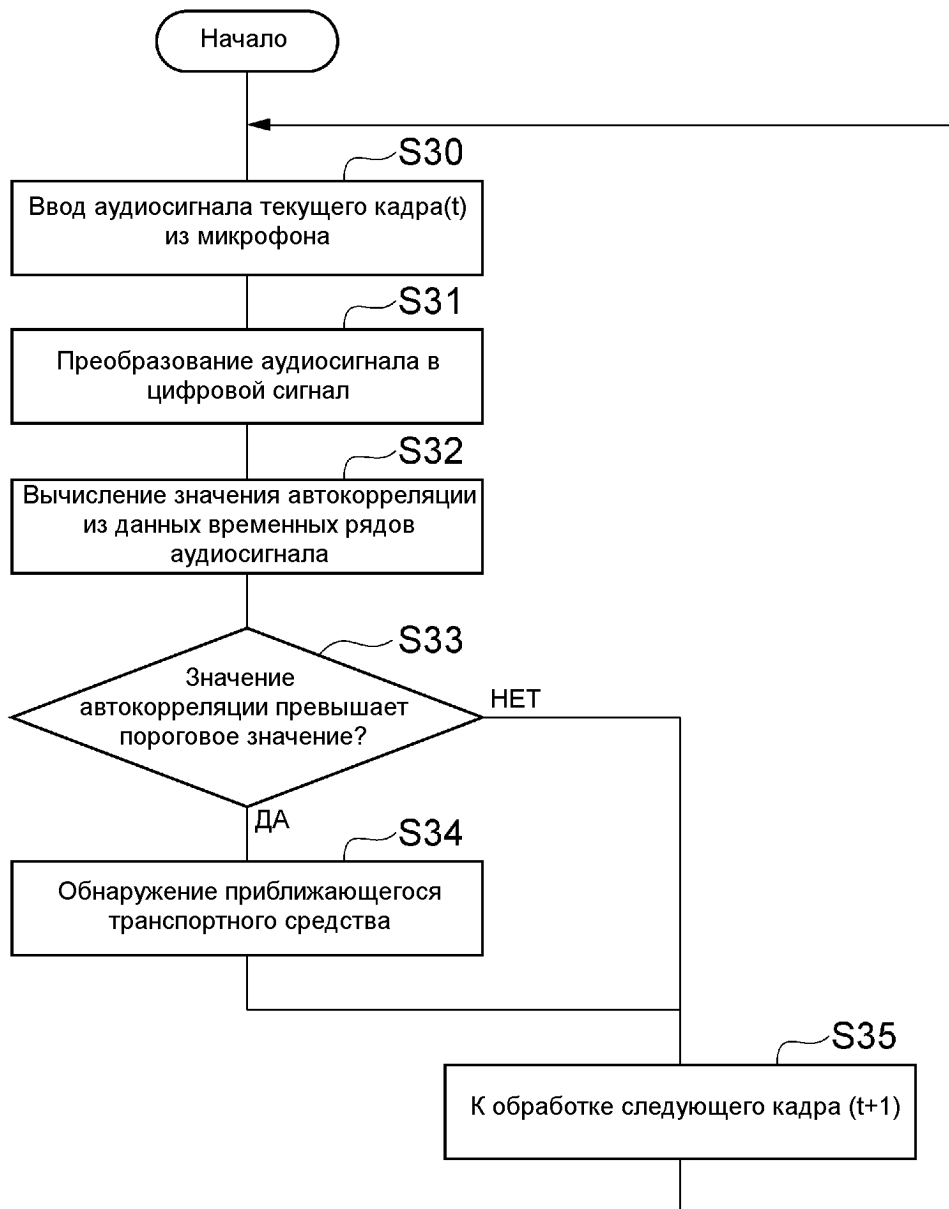 Начало
S30
Ввод аудиосигнала текущего кадра(t)
из микрофона
S31
Преобразование аудиосигнала в
цифровой сигнал
S32
Вычисление значения автокорреляции
из данных временных рядов
аудиосигнала
S33
Значение
автокорреляции превышает
пороговое значение?
НЕТ
ДА
S34
Обнаружение приближающегося
транспортного средства
S35
К обработке следующего кадра (t+1)